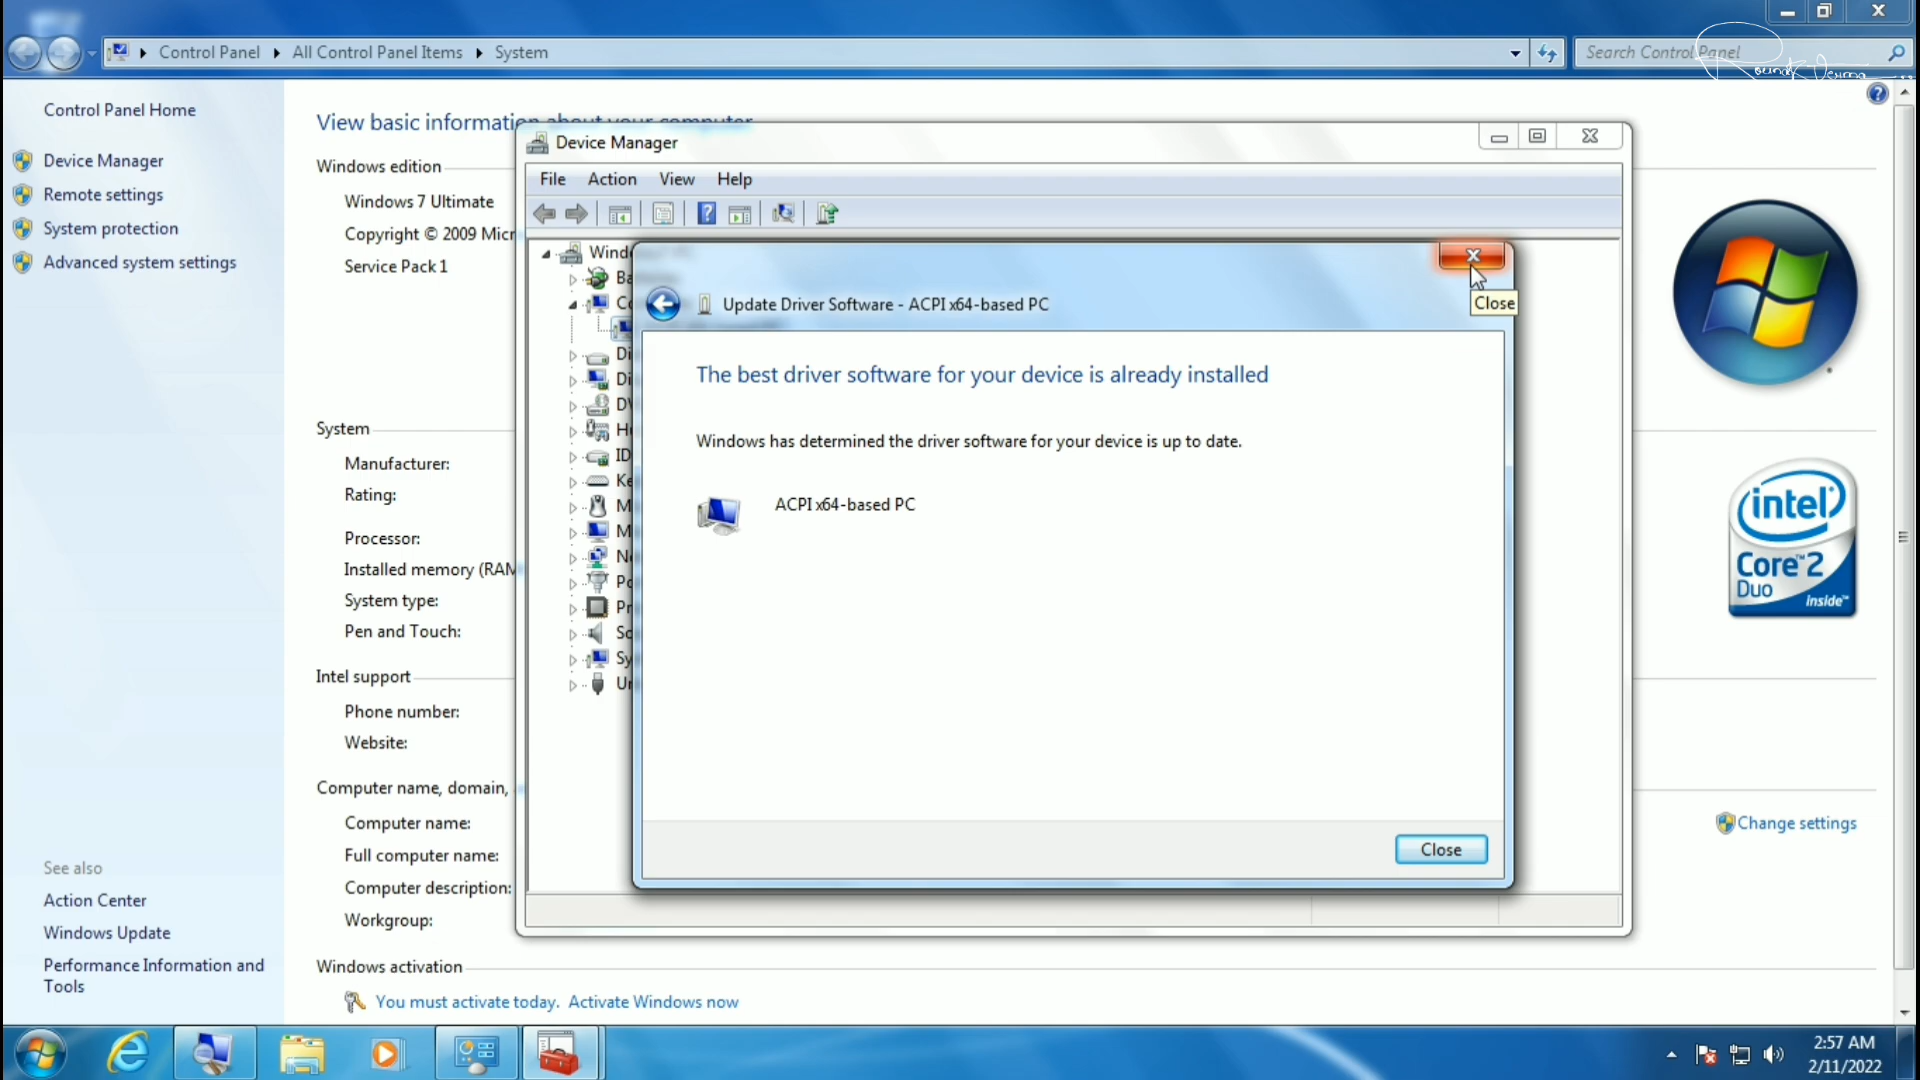 Control Panel
All Control Panel Items
System
Search Control Panel
Control Panel Home
Device Manager
Remote settings
System protection
Advanced system settings
See also
Action Center
Windows Update
Performance Information and
Tools
View basic information about your computer
Windows edition
Windows 7 Ultimate
Copyright © 2009 Micr
Service Pack 1
System
Manufacturer:
Rating:
Processor:
Installed memory (RAM
System type:
Pen and Touch:
Intel support
Phone number:
Website:
Computer name, domain,
Computer name:
Full computer name:
Computer description:
Workgroup:
Windows activation
You must activate today. Activate Windows now
Device Manager
File Action View Help
Update Driver Software - ACPI x64-based PC
Close
The best driver software for your device is already installed
Windows has determined the driver software for your device is up to date.
ACPI x64-based PC
Close
intel
Core™2
Duo
inside™
Change settings
2:57 AM
2/11/2022